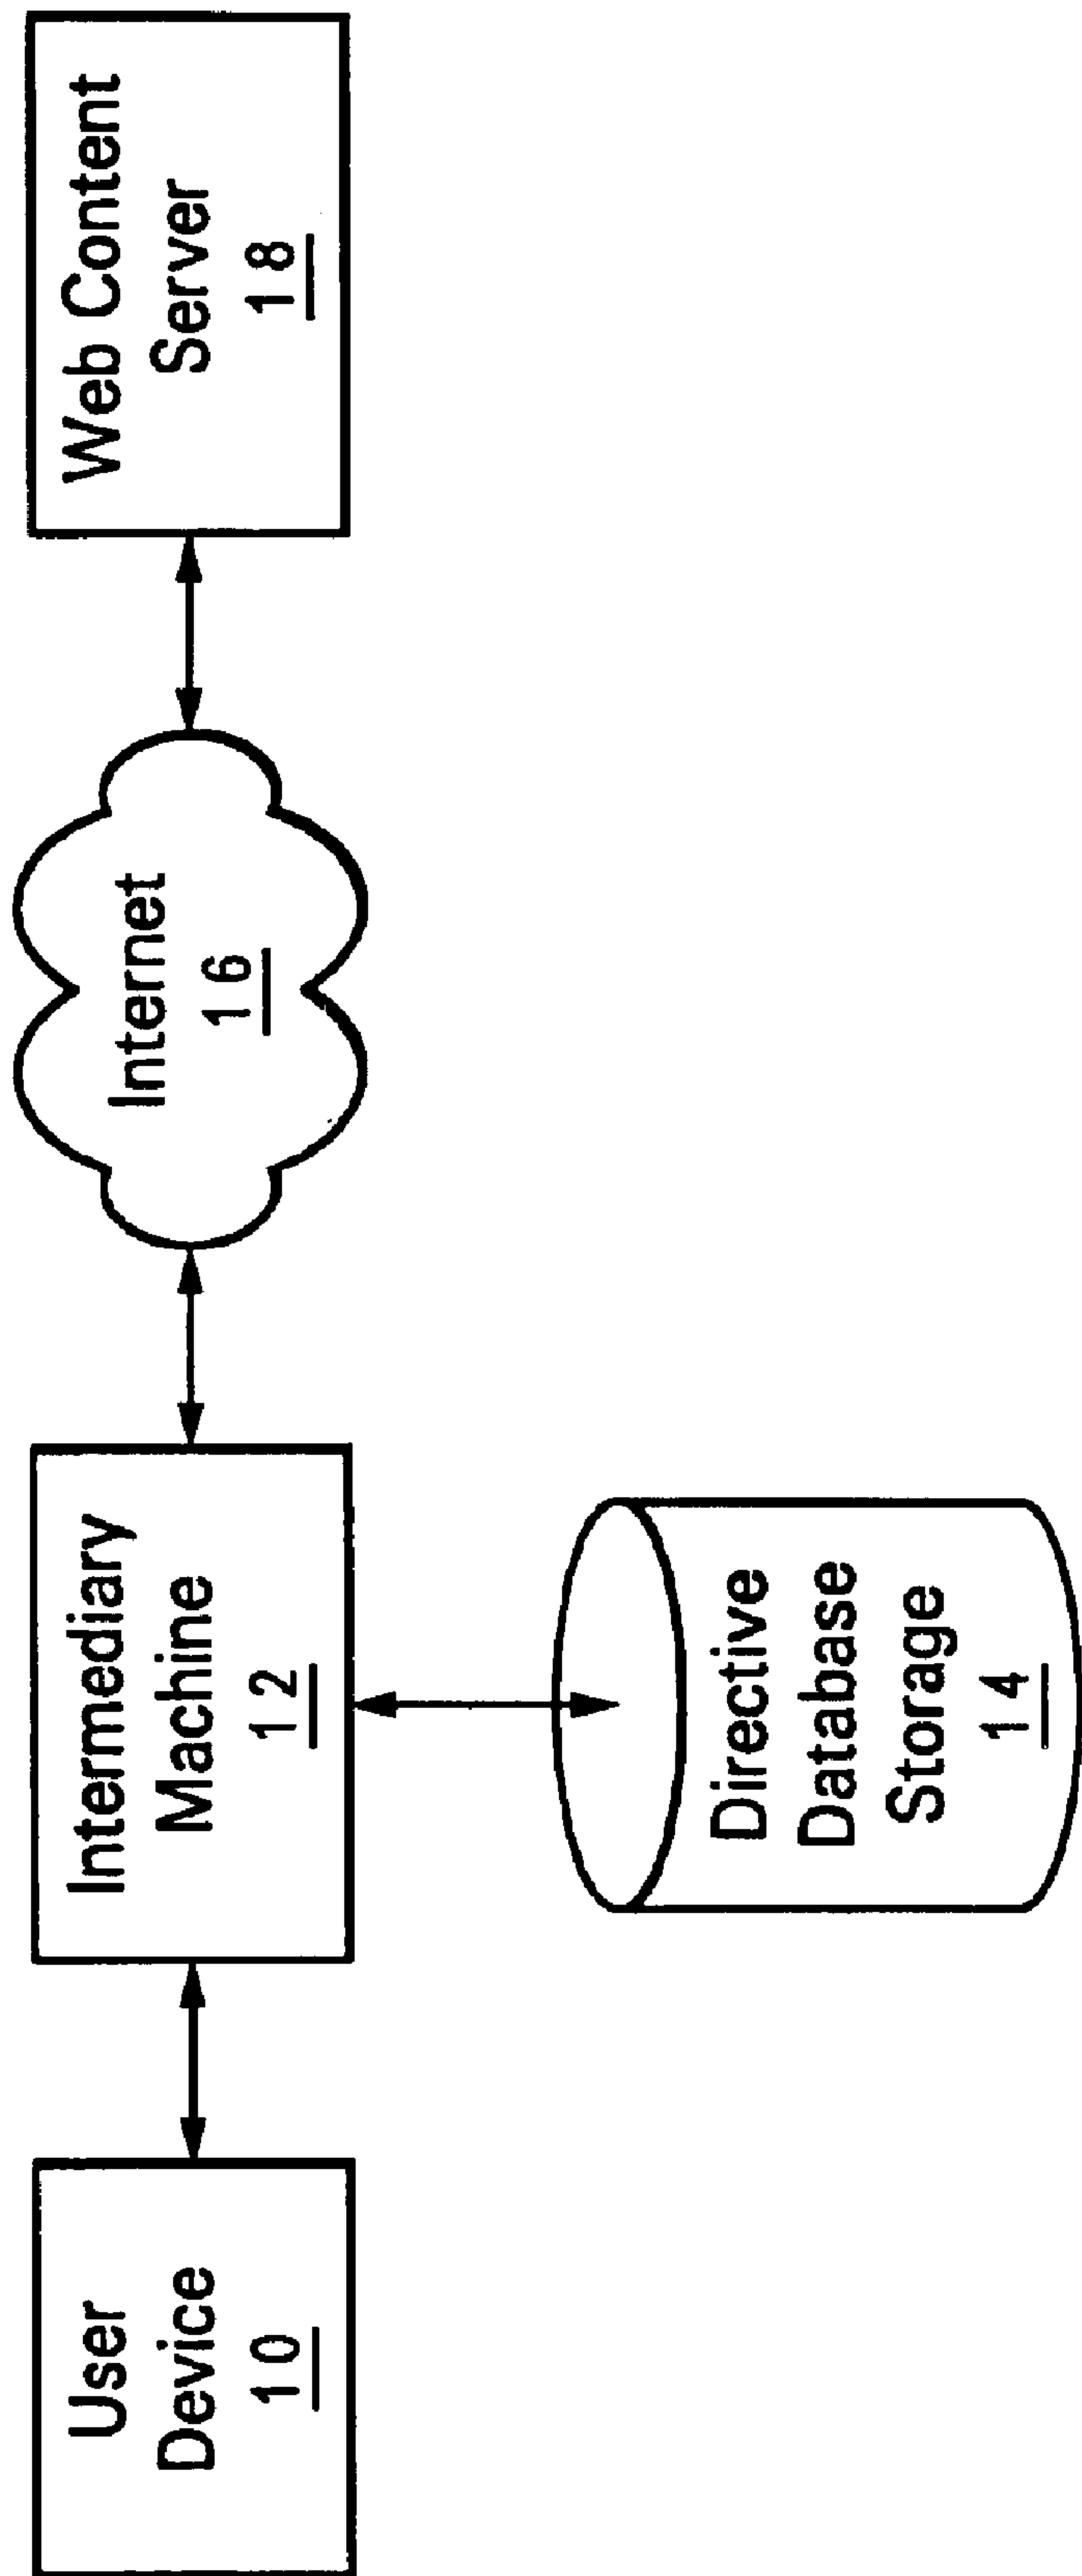 User
Device
10
Intermediary
Machine
12
Directive
Database
Storage
14
Internet
16
Web Content
Server
18